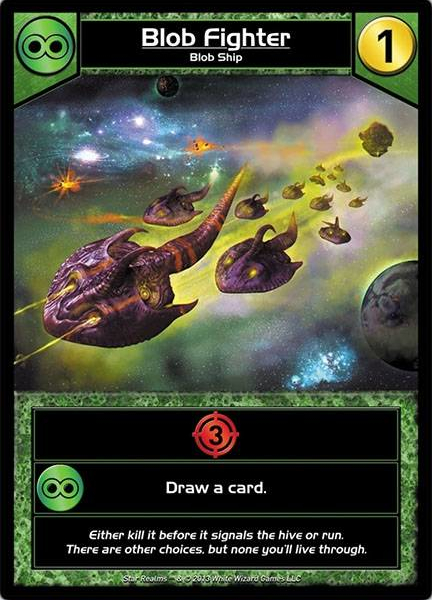 Blob Fighter
Blob Ship
1
3
Draw a card.
Either kill it before it signals the hive or run.
There are other choices, but none you'll live through.
Star Realms ™ & © 2013 White Wizard Games LLC